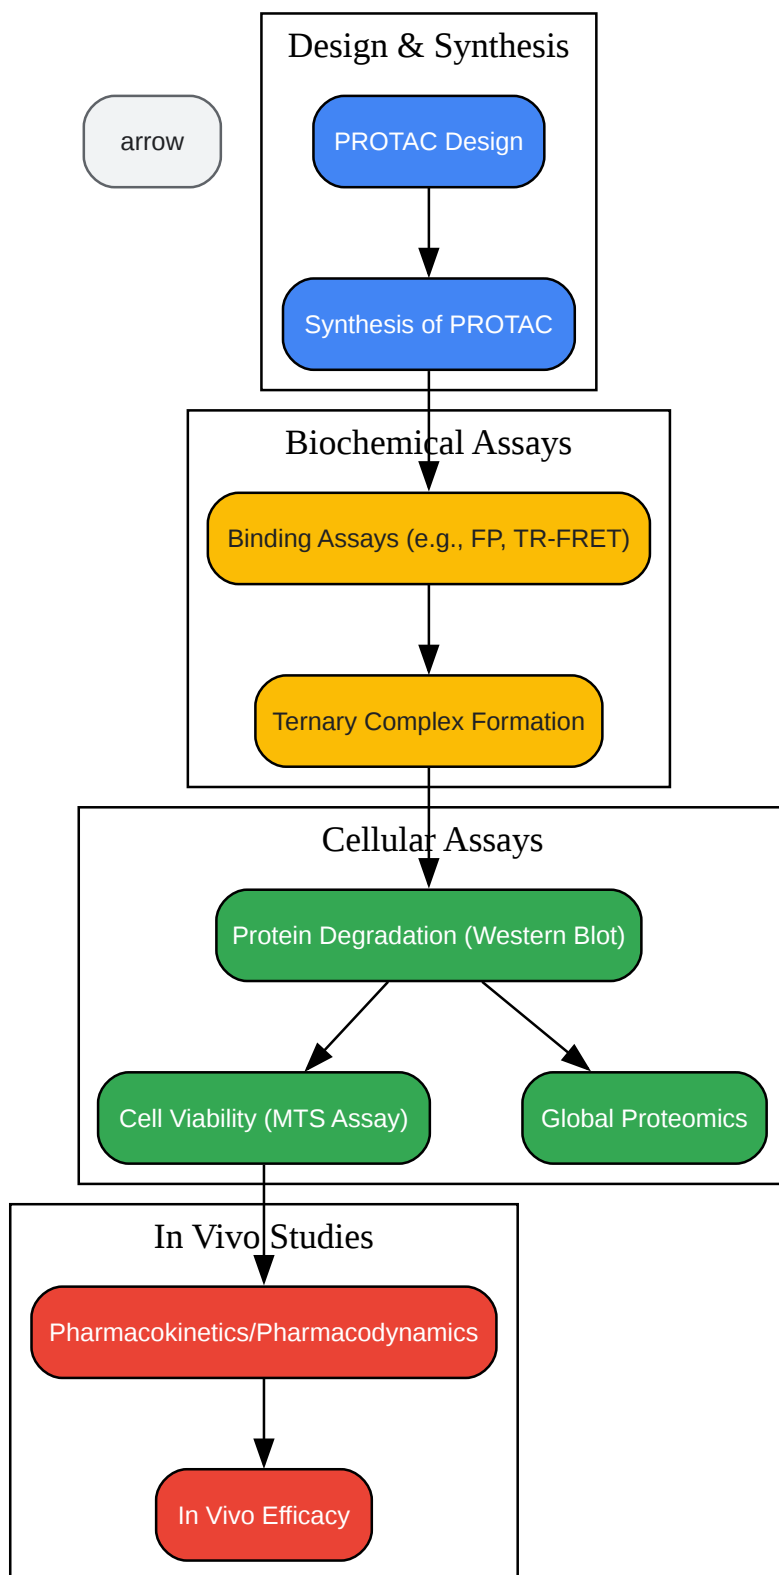 Design & Synthesis
arrow
PROTAC Design
Synthesis of PROTAC
Biochemical Assays
Binding Assays (e.g., FP, TR-FRET)
Ternary Complex Formation
Cellular Assays
Protein Degradation (Western Blot)
Cell Viability (MTS Assay)
Global Proteomics
In Vivo Studies
Pharmacokinetics/Pharmacodynamics
In Vivo Efficacy